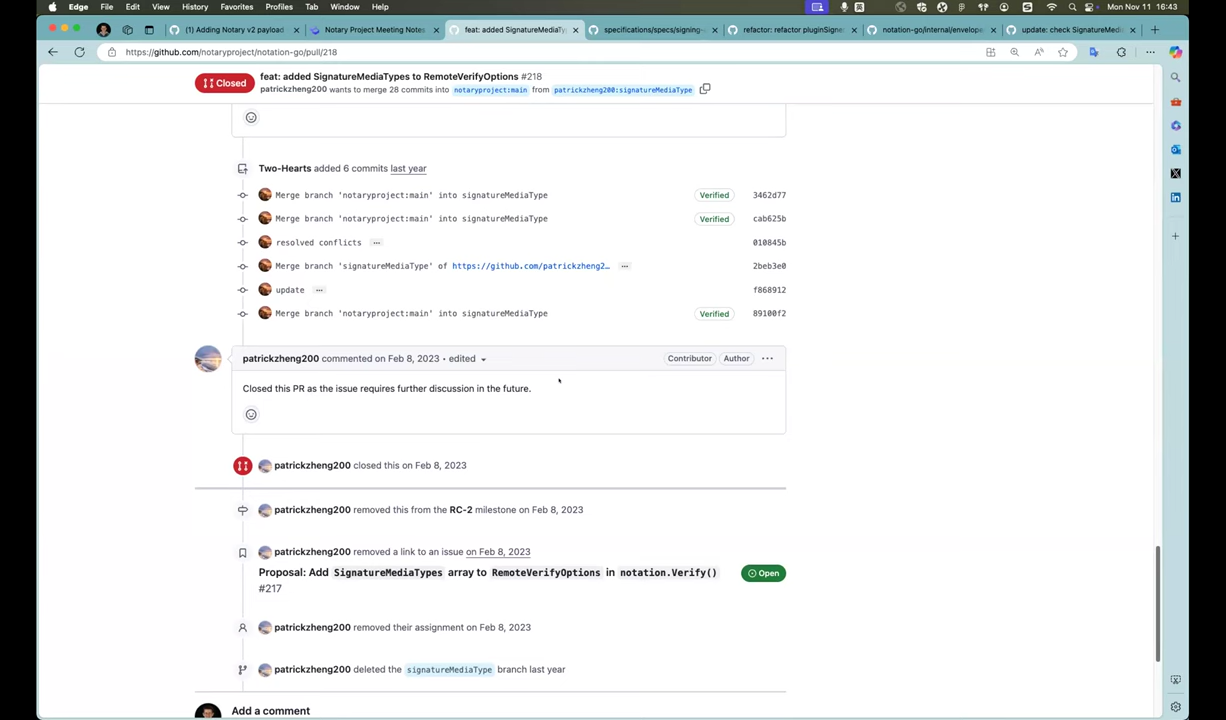 Edge File Edit View History Favorites Profiles Tab Window Help Mon Nov 11 16:43
(1) Adding Notary v2 payload
Notary Project Meeting Notes
feat: added SignatureMediaTyp
specifications/specs/signing-
refactor: refactor pluginSigne
notation-go/internal/envelope
update: check SignatureMedia
https://github.com/notaryproject/notation-go/pull/218
Closed
feat: added SignatureMediaTypes to RemoteVerifyOptions #218
patrickzheng200 wants to merge 28 commits into notaryproject:main from patrickzheng200:signatureMediaType
Two-Hearts added 6 commits last year
Merge branch 'notaryproject:main' into signatureMediaType Verified 3462d77
Merge branch 'notaryproject:main' into signatureMediaType Verified cab625b
resolved conflicts ... 010845b
Merge branch 'signatureMediaType' of https://github.com/patrickzheng2… ... 2beb3e0
update ... f868912
Merge branch 'notaryproject:main' into signatureMediaType Verified 89100f2
patrickzheng200 commented on Feb 8, 2023 • edited Contributor Author ...
Closed this PR as the issue requires further discussion in the future.
patrickzheng200 closed this on Feb 8, 2023
patrickzheng200 removed this from the RC-2 milestone on Feb 8, 2023
patrickzheng200 removed a link to an issue on Feb 8, 2023
Proposal: Add SignatureMediaTypes array to RemoteVerifyOptions in notation.Verify() Open
#217
patrickzheng200 removed their assignment on Feb 8, 2023
patrickzheng200 deleted the signatureMediaType branch last year
Add a comment